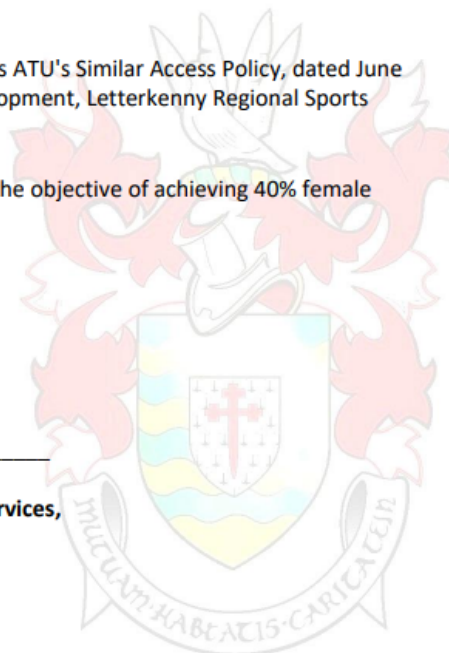 s ATU's Similar Access Policy, dated June
opment, Letterkenny Regional Sports
he objective of achieving 40% female
rvices,
MUTUAM·HABEATIS·CARITATEM